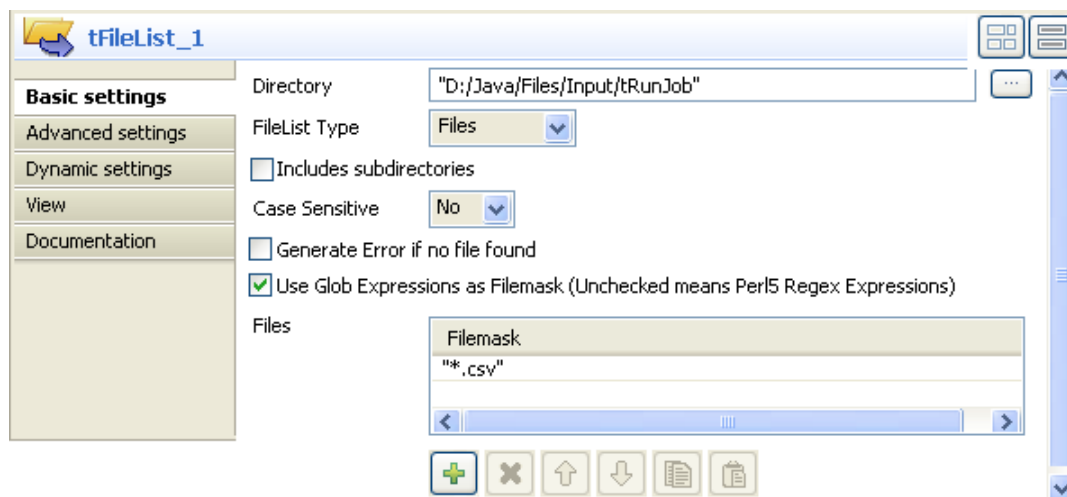 tFileList_1
Basic settings
Advanced settings
Dynamic settings
View
Documentation
Directory "D:/Java/Files/Input/tRunJob" ...
FileList Type Files
Includes subdirectories
Case Sensitive No
Generate Error if no file found
Use Glob Expressions as Filemask (Unchecked means Perl5 Regex Expressions)
Files
Filemask
"*.csv"